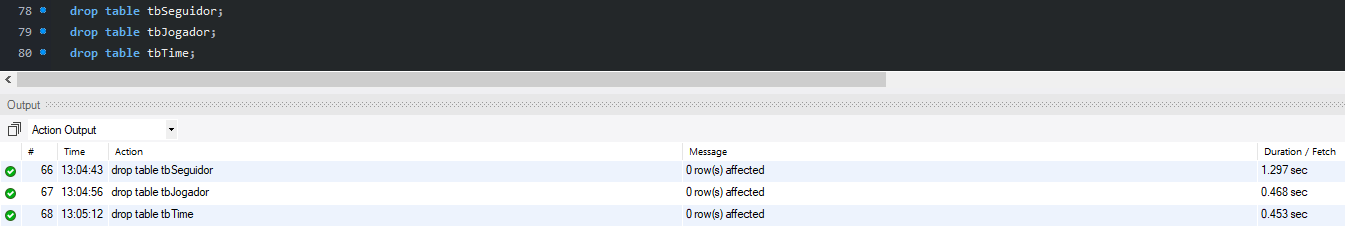 78 drop table tbSeguidor;
79 drop table tbJogador;
80 drop table tbTime;
Output
Action Output
# Time Action Message Duration / Fetch
66 13:04:43 drop table tbSeguidor 0 row(s) affected 1.297 sec
67 13:04:56 drop table tbJogador 0 row(s) affected 0.468 sec
68 13:05:12 drop table tbTime 0 row(s) affected 0.453 sec